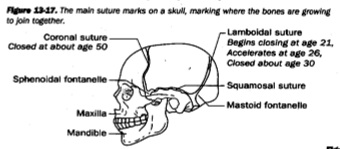 Figure 13-17. The main suture marks on a skull, marking where the bones are growing
to join together.
Coronal suture
Closed at about age 50
Lamboidal suture
Begins closing at age 21,
Accelerates at age 26,
Closed about age 30
Sphenoidal fontanelle
Squamosal suture
Mastoid fontanelle
Maxilla
Mandible